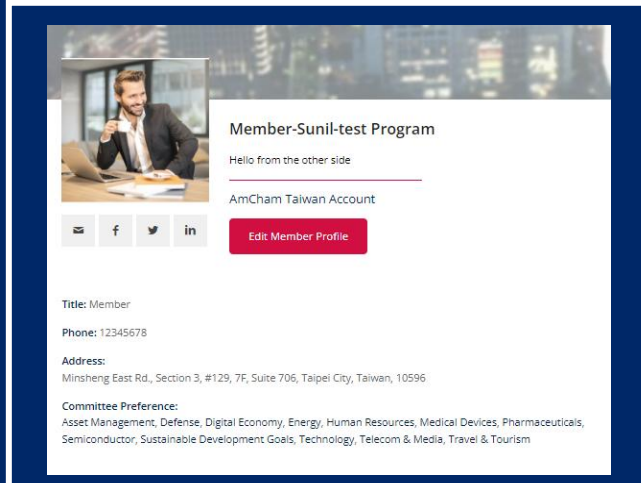 Member-Sunil-test Program
Hello from the other side
AmCham Taiwan Account
Edit Member Profile
Title: Member
Phone: 12345678
Address:
Minsheng East Rd., Section 3, #129, 7F, Suite 706, Taipei City, Taiwan, 10596
Committee Preference:
Asset Management, Defense, Digital Economy, Energy, Human Resources, Medical Devices, Pharmaceuticals,
Semiconductor, Sustainable Development Goals, Technology, Telecom & Media, Travel & Tourism